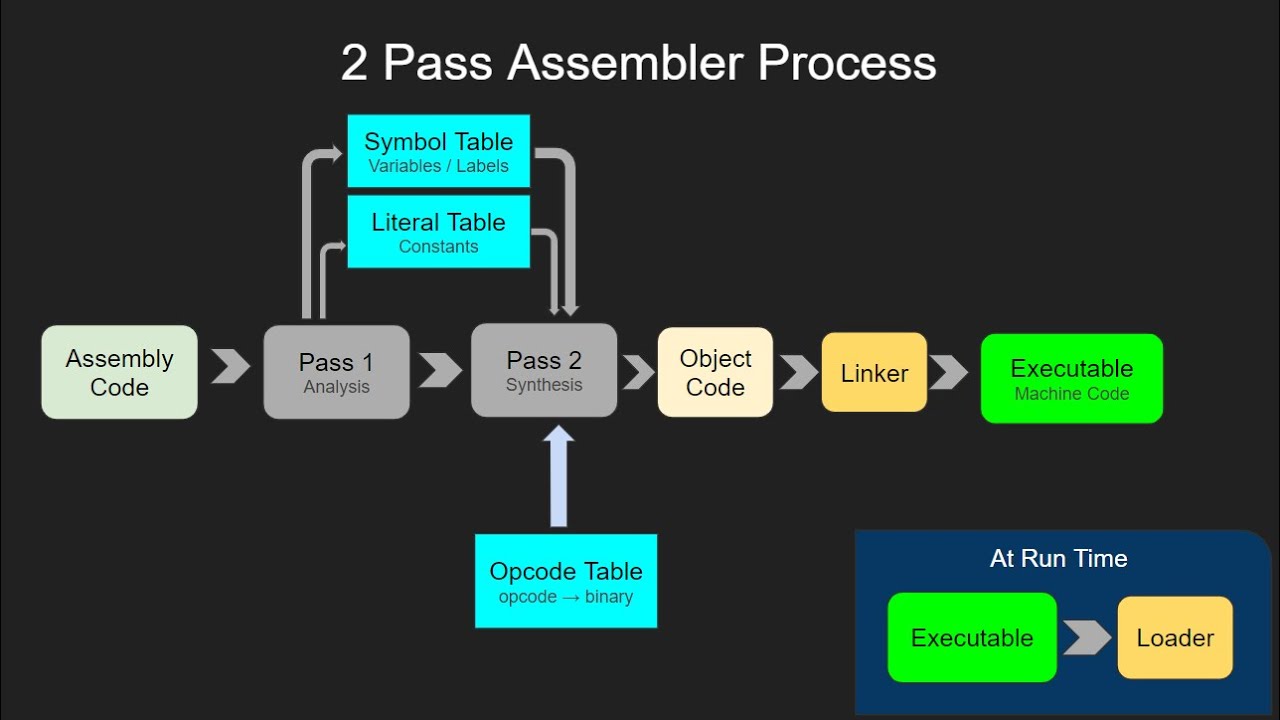 2 Pass Assembler Process
Symbol Table
Variables / Labels
Literal Table
Constants
Assembly
Code
Pass 1
Analysis
Pass 2
Synthesis
Object
Code
Linker
Executable
Machine Code
Opcode Table
opcode → binary
At Run Time
Executable
Loader